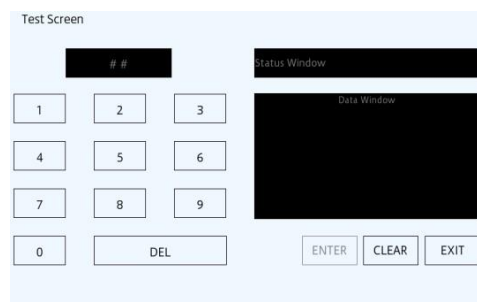 Test Screen
# #
Status Window
Data Window
1 2 3
4 5 6
7 8 9
0 DEL
ENTER CLEAR EXIT